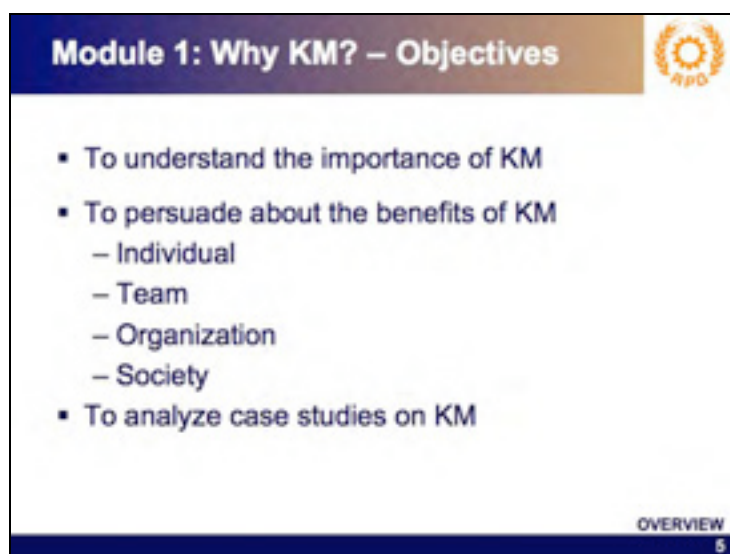 Module 1: Why KM? – Objectives
APO
▪ To understand the importance of KM
▪ To persuade about the benefits of KM
– Individual
– Team
– Organization
– Society
▪ To analyze case studies on KM
OVERVIEW
5